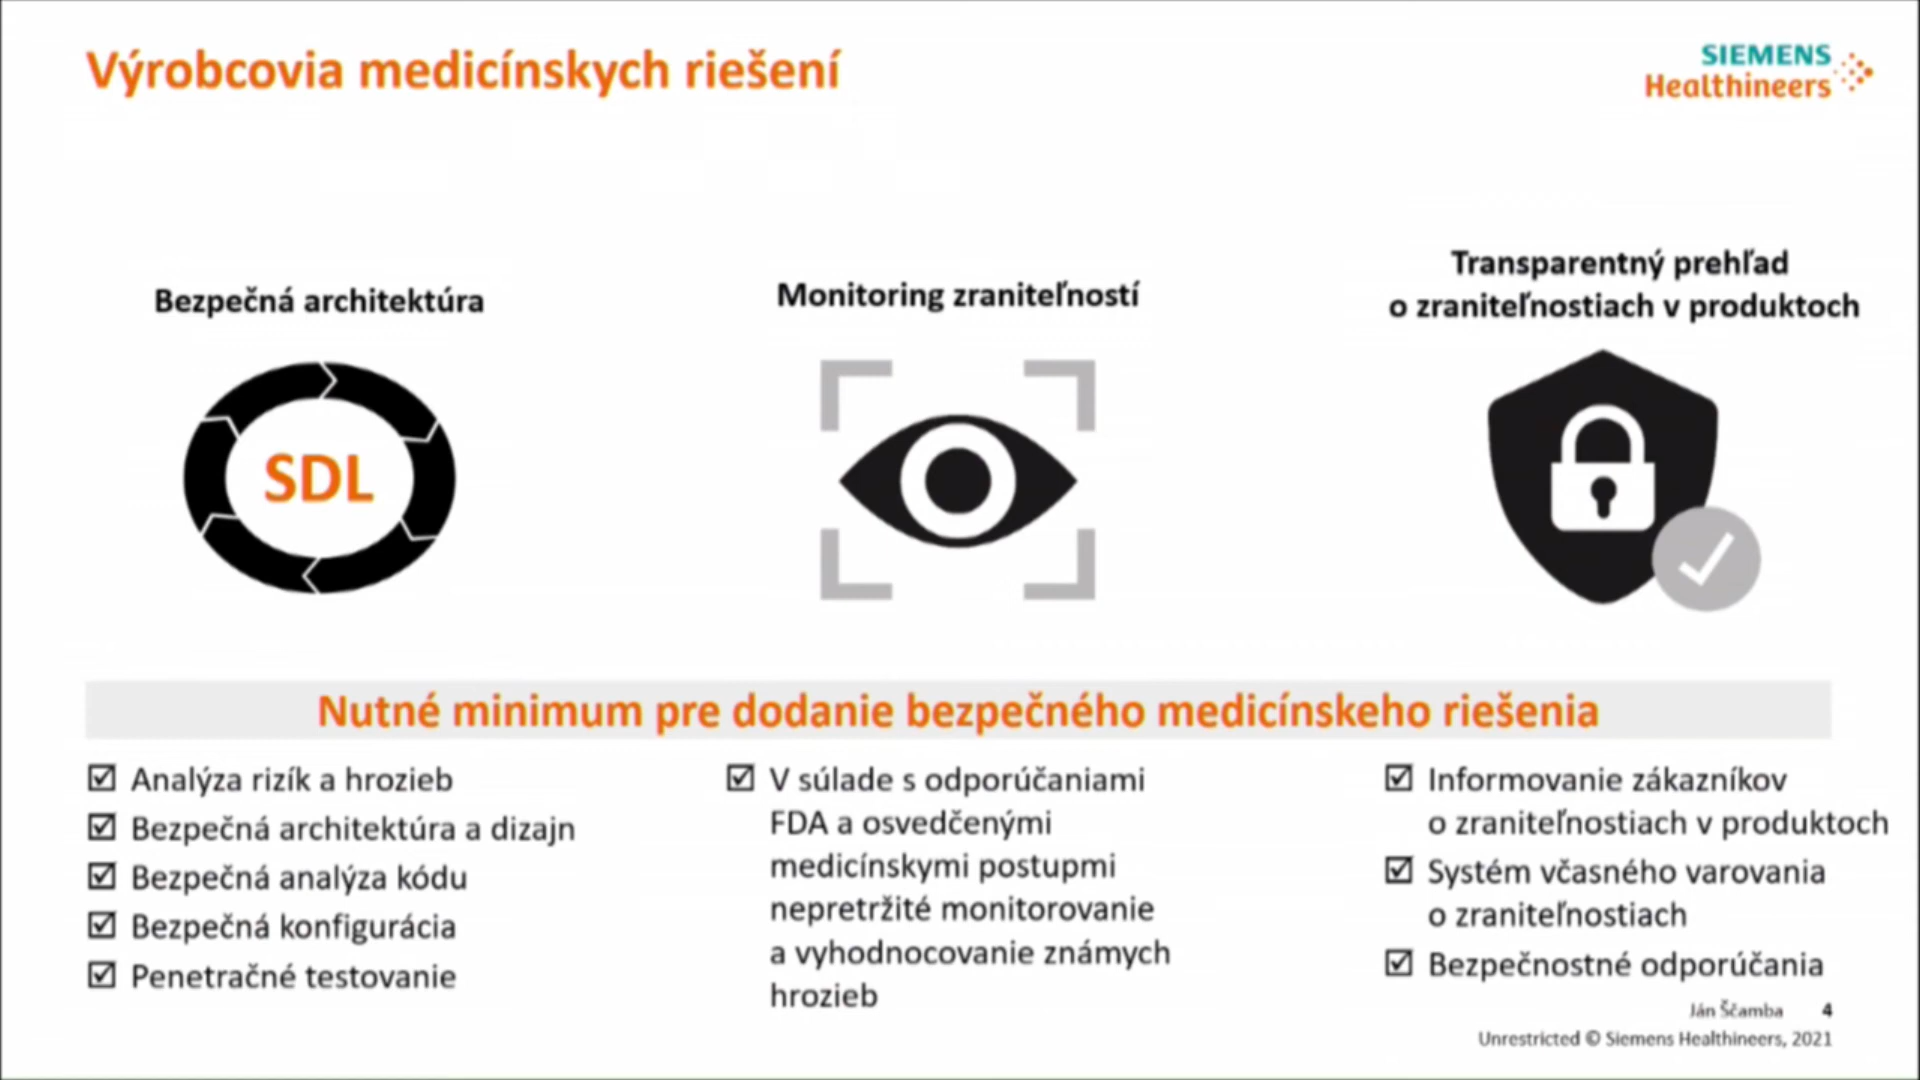 Výrobcovia medicínskych riešení
SIEMENS
Healthineers
Bezpečná architektúra
SDL
Monitoring zraniteľností
Transparentný prehľad
o zraniteľnostiach v produktoch
Nutné minimum pre dodanie bezpečného medicínskeho riešenia
Analýza rizík a hrozieb
Bezpečná architektúra a dizajn
Bezpečná analýza kódu
Bezpečná konfigurácia
Penetračné testovanie
V súlade s odporúčaniami
FDA a osvedčenými
medicínskymi postupmi
nepretržité monitorovanie
a vyhodnocovanie známych
hrozieb
Informovanie zákazníkov
o zraniteľnostiach v produktoch
Systém včasného varovania
o zraniteľnostiach
Bezpečnostné odporúčania
Ján Ščamba 4
Unrestricted © Siemens Healthineers, 2021